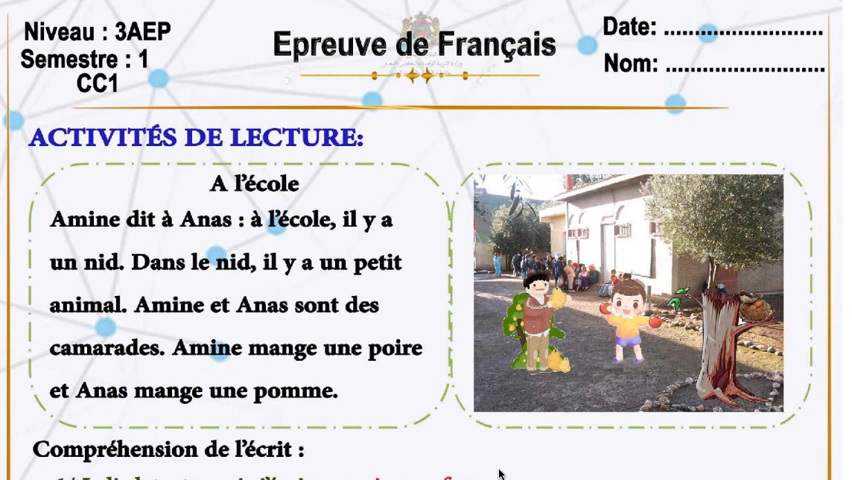 Niveau : 3AEP
Semestre : 1
CC1
Epreuve de Français
Date: ..........................
Nom: ..........................
ACTIVITÉS DE LECTURE:
A l'école
Amine dit à Anas : à l'école, il y a
un nid. Dans le nid, il y a un petit
animal. Amine et Anas sont des
camarades. Amine mange une poire
et Anas mange une pomme.
Compréhension de l'écrit :